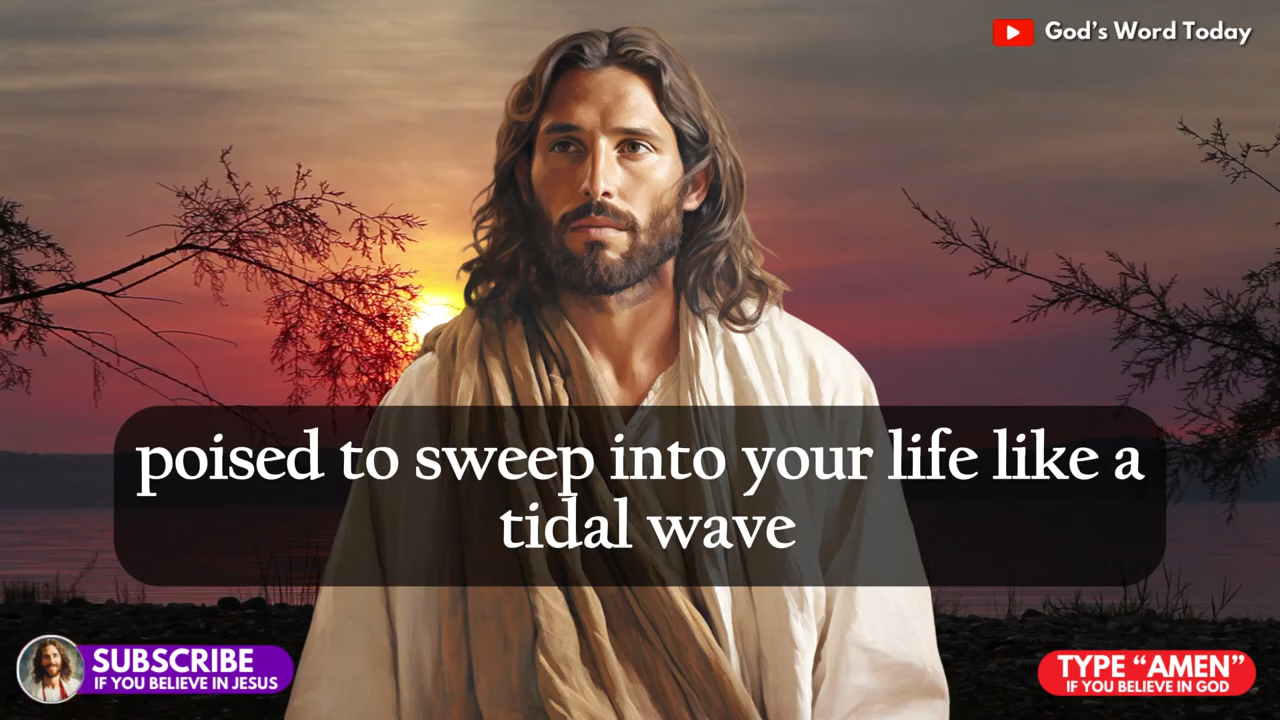 God's Word Today
poised to sweep into your life like a
tidal wave
SUBSCRIBE
IF YOU BELIEVE IN JESUS
TYPE “AMEN”
IF YOU BELIEVE IN GOD